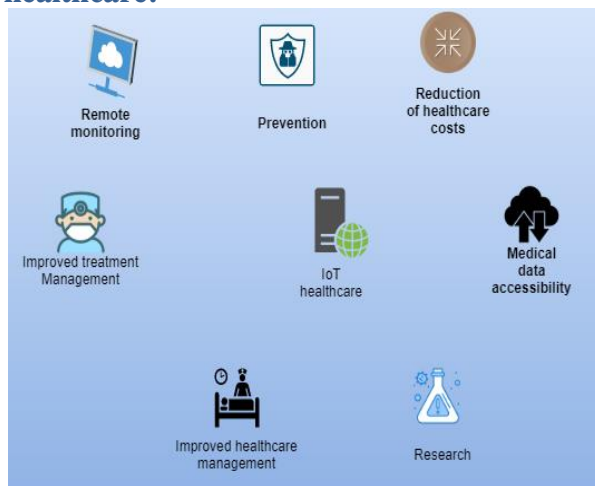 healthcare:
Remote
monitoring
Prevention
Reduction
of healthcare
costs
Improved treatment
Management
IoT
healthcare
Medical
data
accessibility
Improved healthcare
management
Research